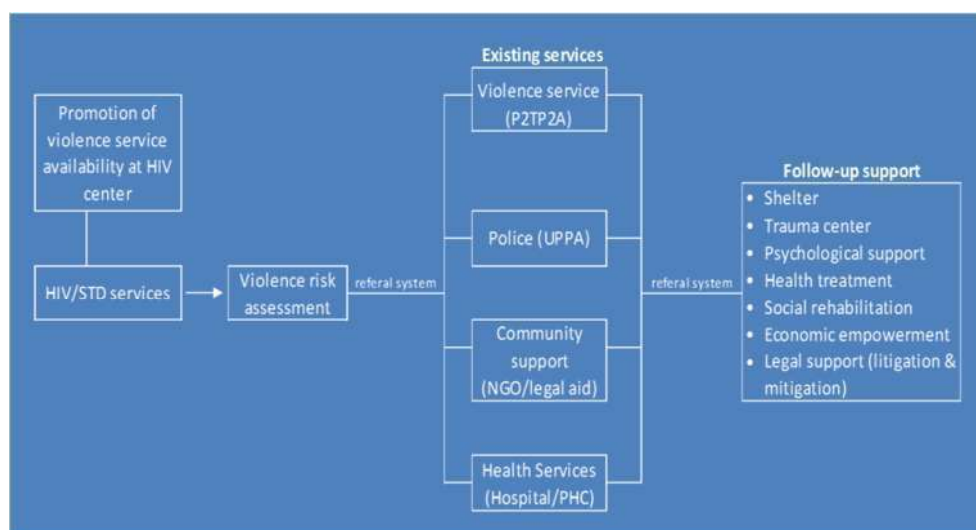 Promotion of
violence service
availability at HIV
center
HIV/STD services
Violence risk
assessment
referal system
Existing services
Violence service
(P2TP2A)
Police (UPPA)
Community
support
(NGO/legal aid)
Health Services
(Hospital/PHC)
referal system
Follow-up support
• Shelter
• Trauma center
• Psychological support
• Health treatment
• Social rehabilitation
• Economic empowerment
• Legal support (litigation &
mitigation)